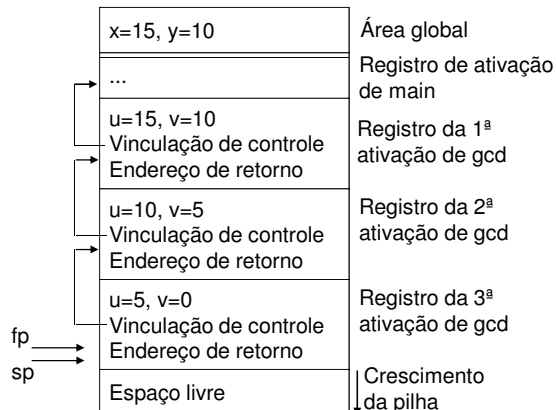 x=15, y=10
Área global
...
Registro de ativação
de main
u=15, v=10
Vinculação de controle
Endereço de retorno
Registro da 1ª
ativação de gcd
u=10, v=5
Vinculação de controle
Endereço de retorno
Registro da 2ª
ativação de gcd
u=5, v=0
Vinculação de controle
Endereço de retorno
Registro da 3ª
ativação de gcd
fp
sp
Espaço livre
Crescimento
da pilha